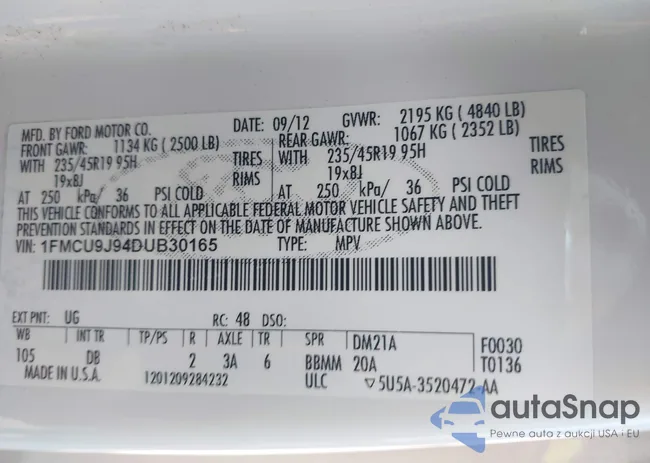 MFD. BY FORD MOTOR CO. DATE: 09/12 GVWR: 2195 KG ( 4840 LB)
FRONT GAWR: 1134 KG ( 2500 LB) REAR GAWR: 1067 KG ( 2352 LB)
WITH 235/45R19 95H TIRES WITH 235/45R19 95H TIRES
19x8J RIMS 19x8J RIMS
AT 250 kPa/ 36 PSI COLD AT 250 kPa/ 36 PSI COLD
THIS VEHICLE CONFORMS TO ALL APPLICABLE FEDERAL MOTOR VEHICLE SAFETY AND THEFT
PREVENTION STANDARDS IN EFFECT ON THE DATE OF MANUFACTURE SHOWN ABOVE.
VIN: 1FMCU9J94DUB30165 TYPE: MPV
EXT PNT: UG RC: 48 DSO:
WB INT TR TP/PS R AXLE TR SPR DM21A F0030
105 DB 2 3A 6 BBMM 20A T0136
MADE IN U.S.A. 1201209284232 ULC ▽5U5A-3520472-AA
autaSnap
Pewne auta z aukcji USA i EU